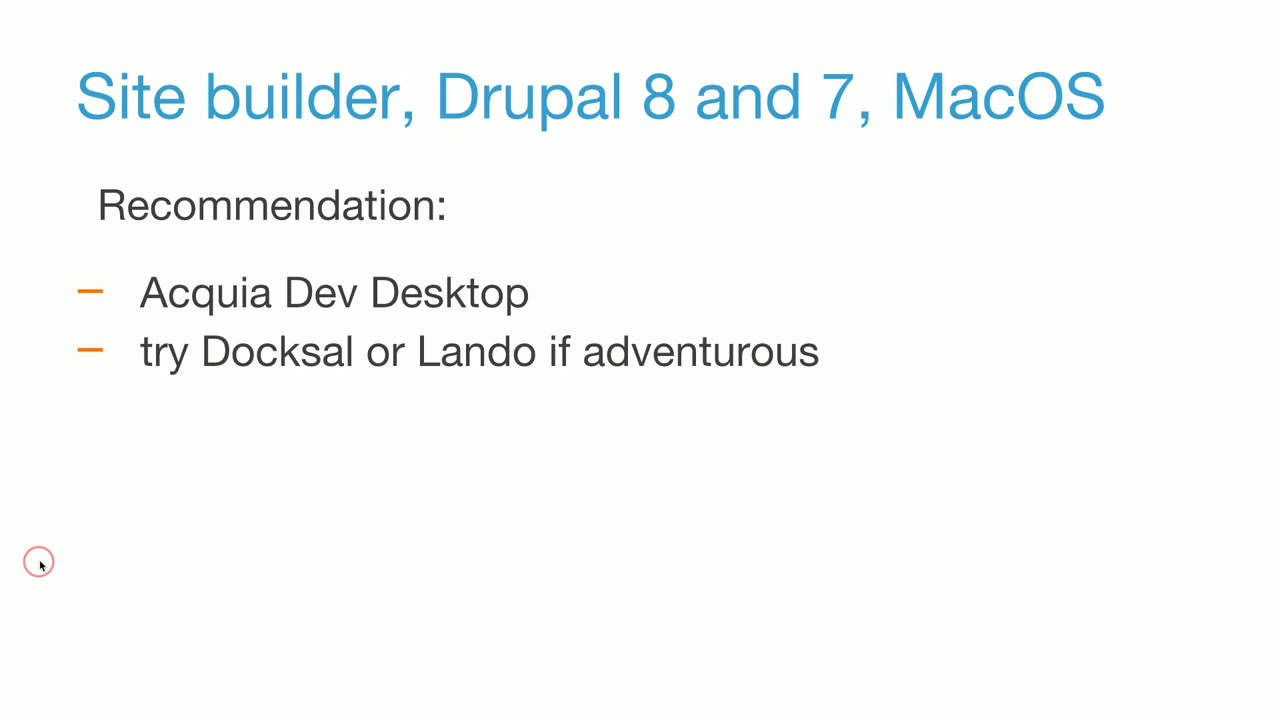 Site builder, Drupal 8 and 7, MacOS
Recommendation:
– Acquia Dev Desktop
– try Docksal or Lando if adventurous